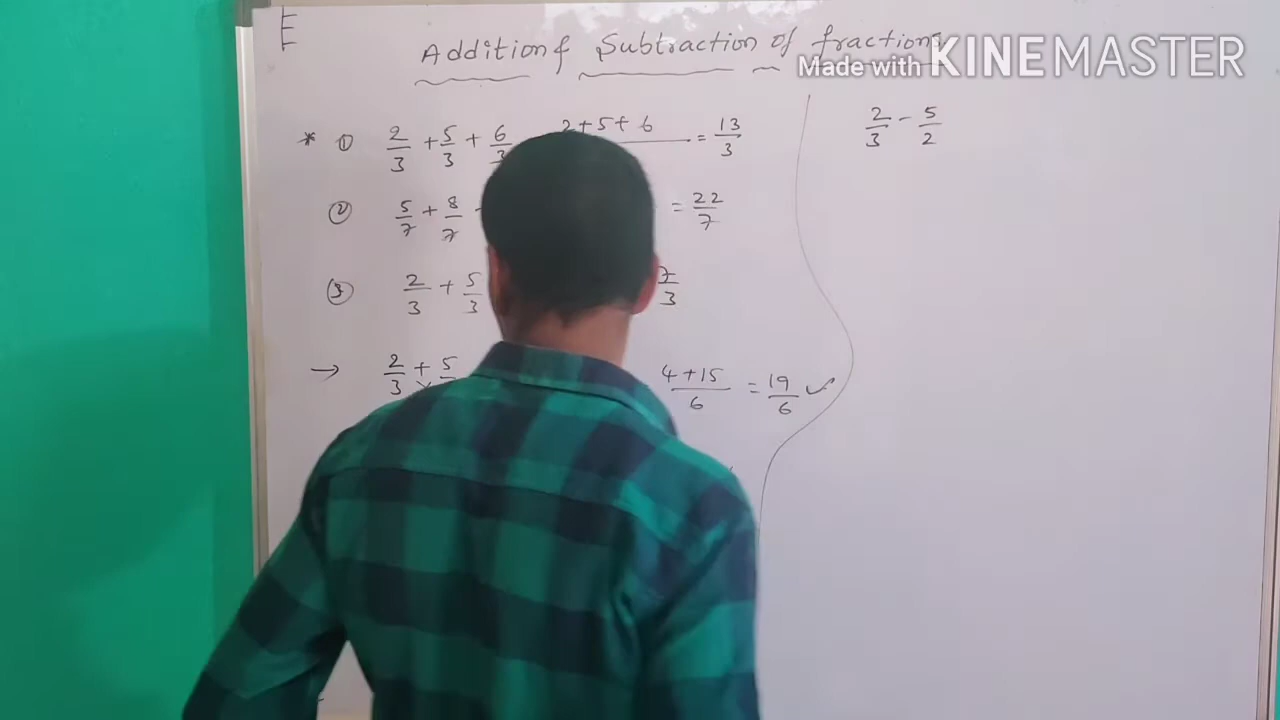 E
Addition & Subtraction of fractions
Made with KINEMASTER
* ① 2/3 + 5/3 + 6/3 2+5+6 = 13/3
② 5/7 + 8/7 = 22/7
③ 2/3 + 5/3 7/3
→ 2/3 + 5 4+15/6 = 19/6 ✓
2/3 - 5/2